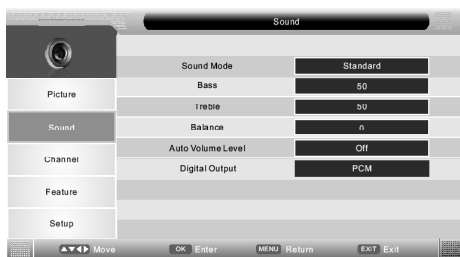 Sound
Sound Mode Standard
Bass 50
Picture
Treble 50
Sound
Balance 0
Auto Volume Level Off
Channel
Digital Output PCM
Feature
Setup
Move OK Enter MENU Return EXIT Exit